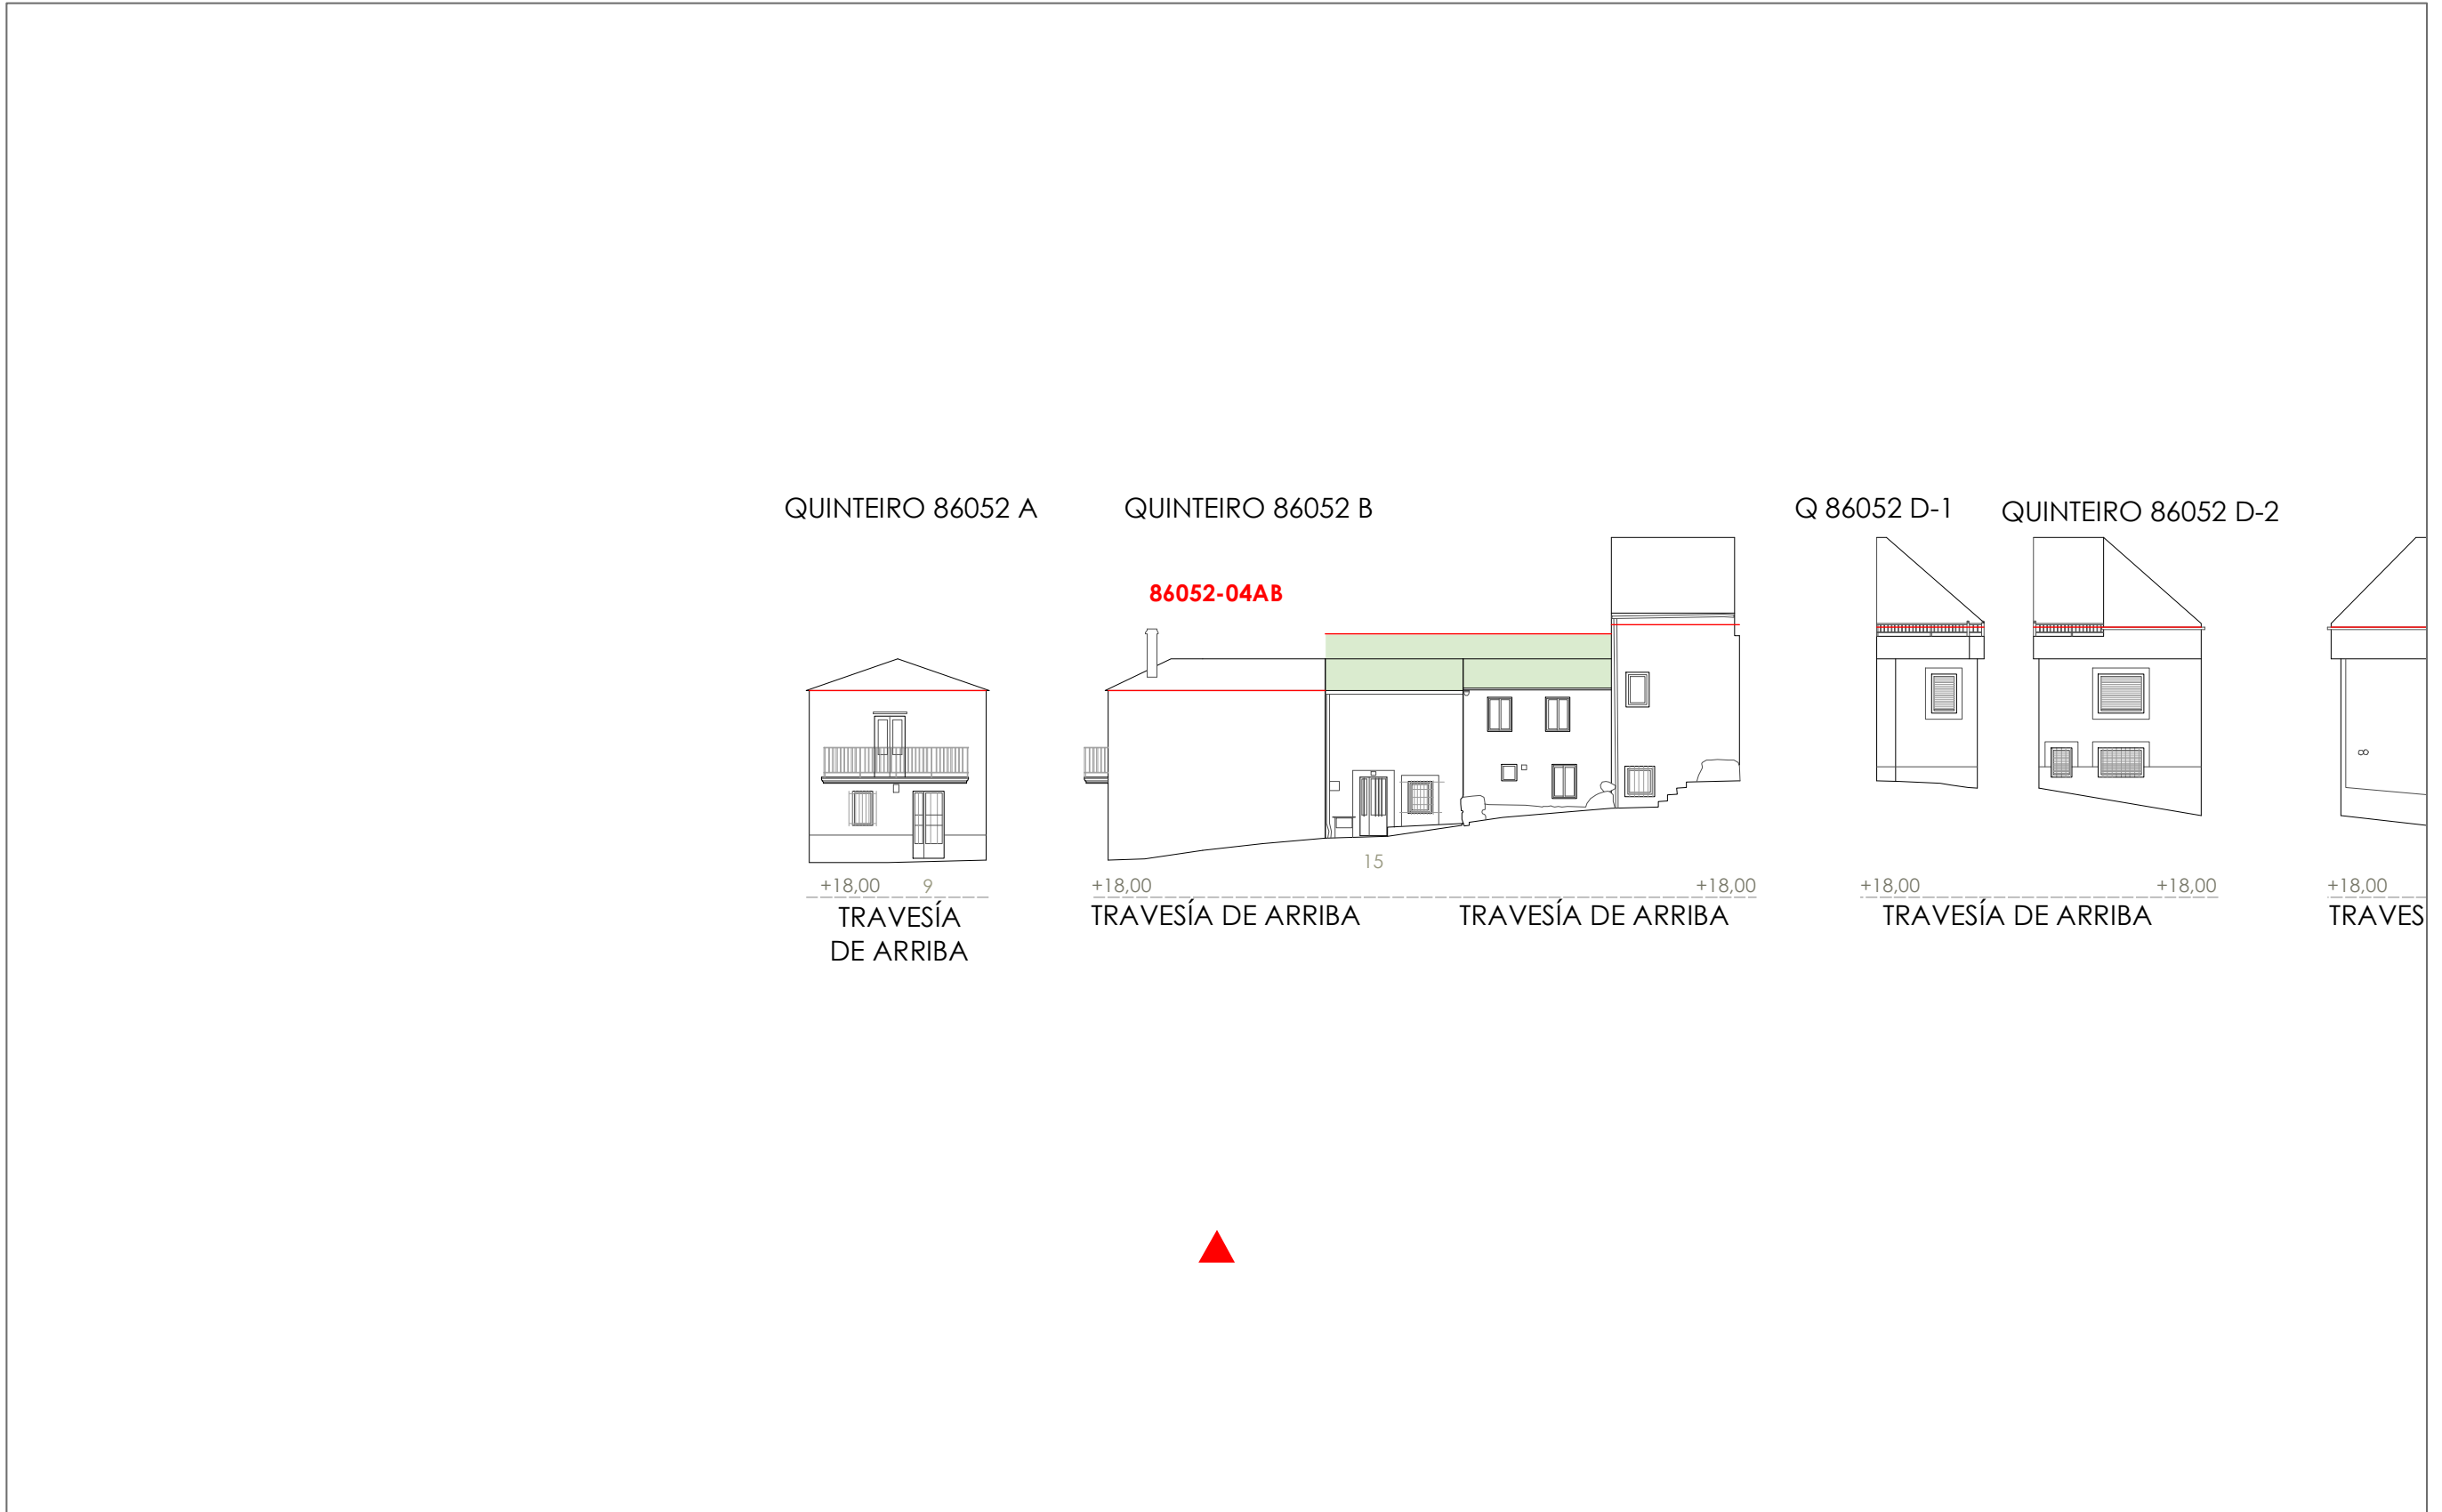 QUINTEIRO 86052 A
QUINTEIRO 86052 B
Q 86052 D-1
QUINTEIRO 86052 D-2
86052-04AB
15
+18,00
9
+18,00
+18,00
+18,00
+18,00
+18,00
TRAVESÍA
DE ARRIBA
TRAVESÍA DE ARRIBA
TRAVESÍA DE ARRIBA
TRAVESÍA DE ARRIBA
TRAVES
8